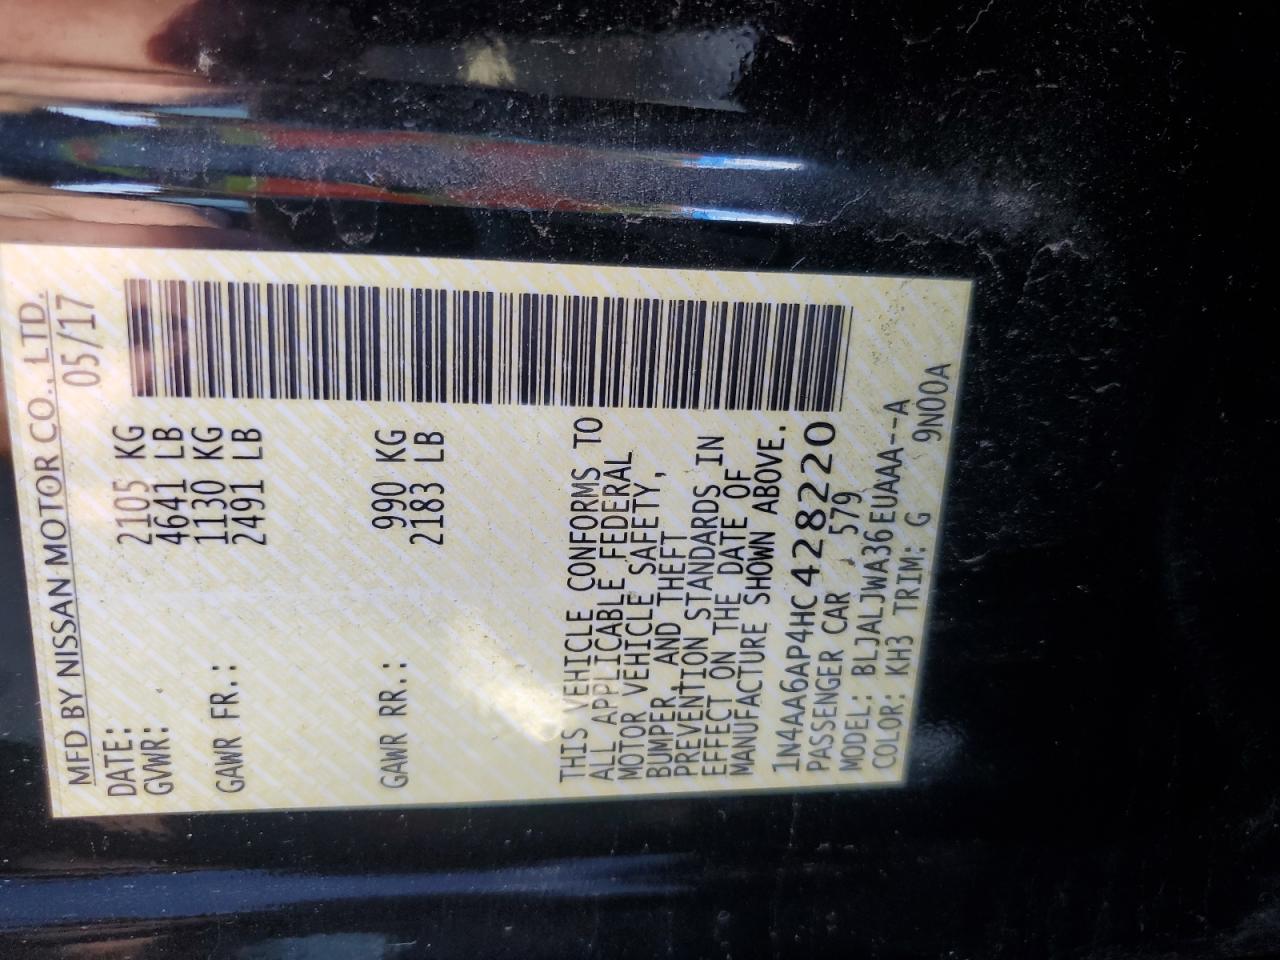 MFD BY NISSAN MOTOR CO., LTD.
DATE: 05/17
GVWR: 2105 KG
4641 LB
GAWR FR.: 1130 KG
2491 LB
GAWR RR.: 990 KG
2183 LB
THIS VEHICLE CONFORMS TO
ALL APPLICABLE FEDERAL
MOTOR VEHICLE SAFETY,
BUMPER, AND THEFT
PREVENTION STANDARDS IN
EFFECT ON THE DATE OF
MANUFACTURE SHOWN ABOVE.
1N4AA6AP4HC428220
PASSENGER CAR 579
MODEL: BLJALJWA36EUAAA--A
COLOR: KH3 TRIM: G 9N00A